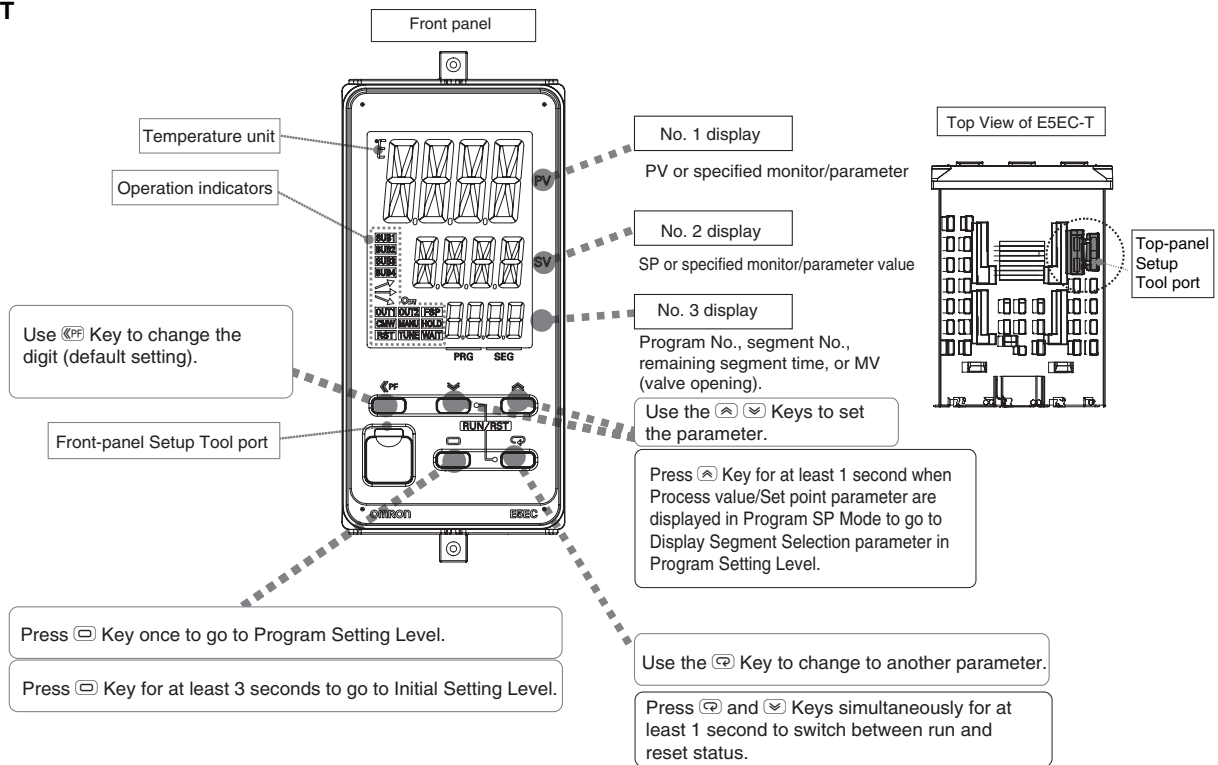 T
Front panel
Temperature unit
Operation indicators
No. 1 display
PV or specified monitor/parameter
No. 2 display
SP or specified monitor/parameter value
No. 3 display
Program No., segment No.,
remaining segment time, or MV
(valve opening).
Top View of E5EC-T
Top-panel
Setup
Tool port
PV
SV
SUB1
SUB2
SUB3
SUB4
OUT1 OUT2 FSP
CMW MANU HOLD
RST TUNE WAIT
PRG SEG
Use PF Key to change the
digit (default setting).
PF
RUN/RST
Front-panel Setup Tool port
OMRON E5EC
Use the Keys to set
the parameter.
Press Key for at least 1 second when
Process value/Set point parameter are
displayed in Program SP Mode to go to
Display Segment Selection parameter in
Program Setting Level.
Press Key once to go to Program Setting Level.
Press Key for at least 3 seconds to go to Initial Setting Level.
Use the Key to change to another parameter.
Press and Keys simultaneously for at
least 1 second to switch between run and
reset status.